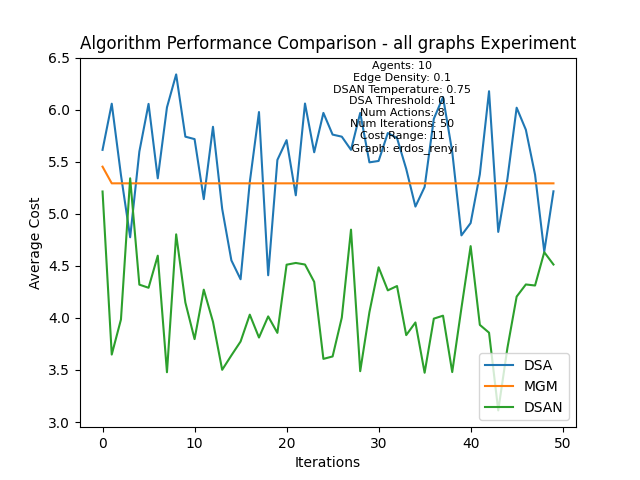 Algorithm Performance Comparison - all graphs Experiment
Agents: 10
Edge Density: 0.1
DSAN Temperature: 0.75
DSA Threshold: 0.1
Num Actions: 8
Num Iterations: 50
Cost Range: 11
Graph: erdos_renyi
Average Cost
6.5
6.0
5.5
5.0
4.5
4.0
3.5
3.0
DSA
MGM
DSAN
0 10 20 30 40 50
Iterations